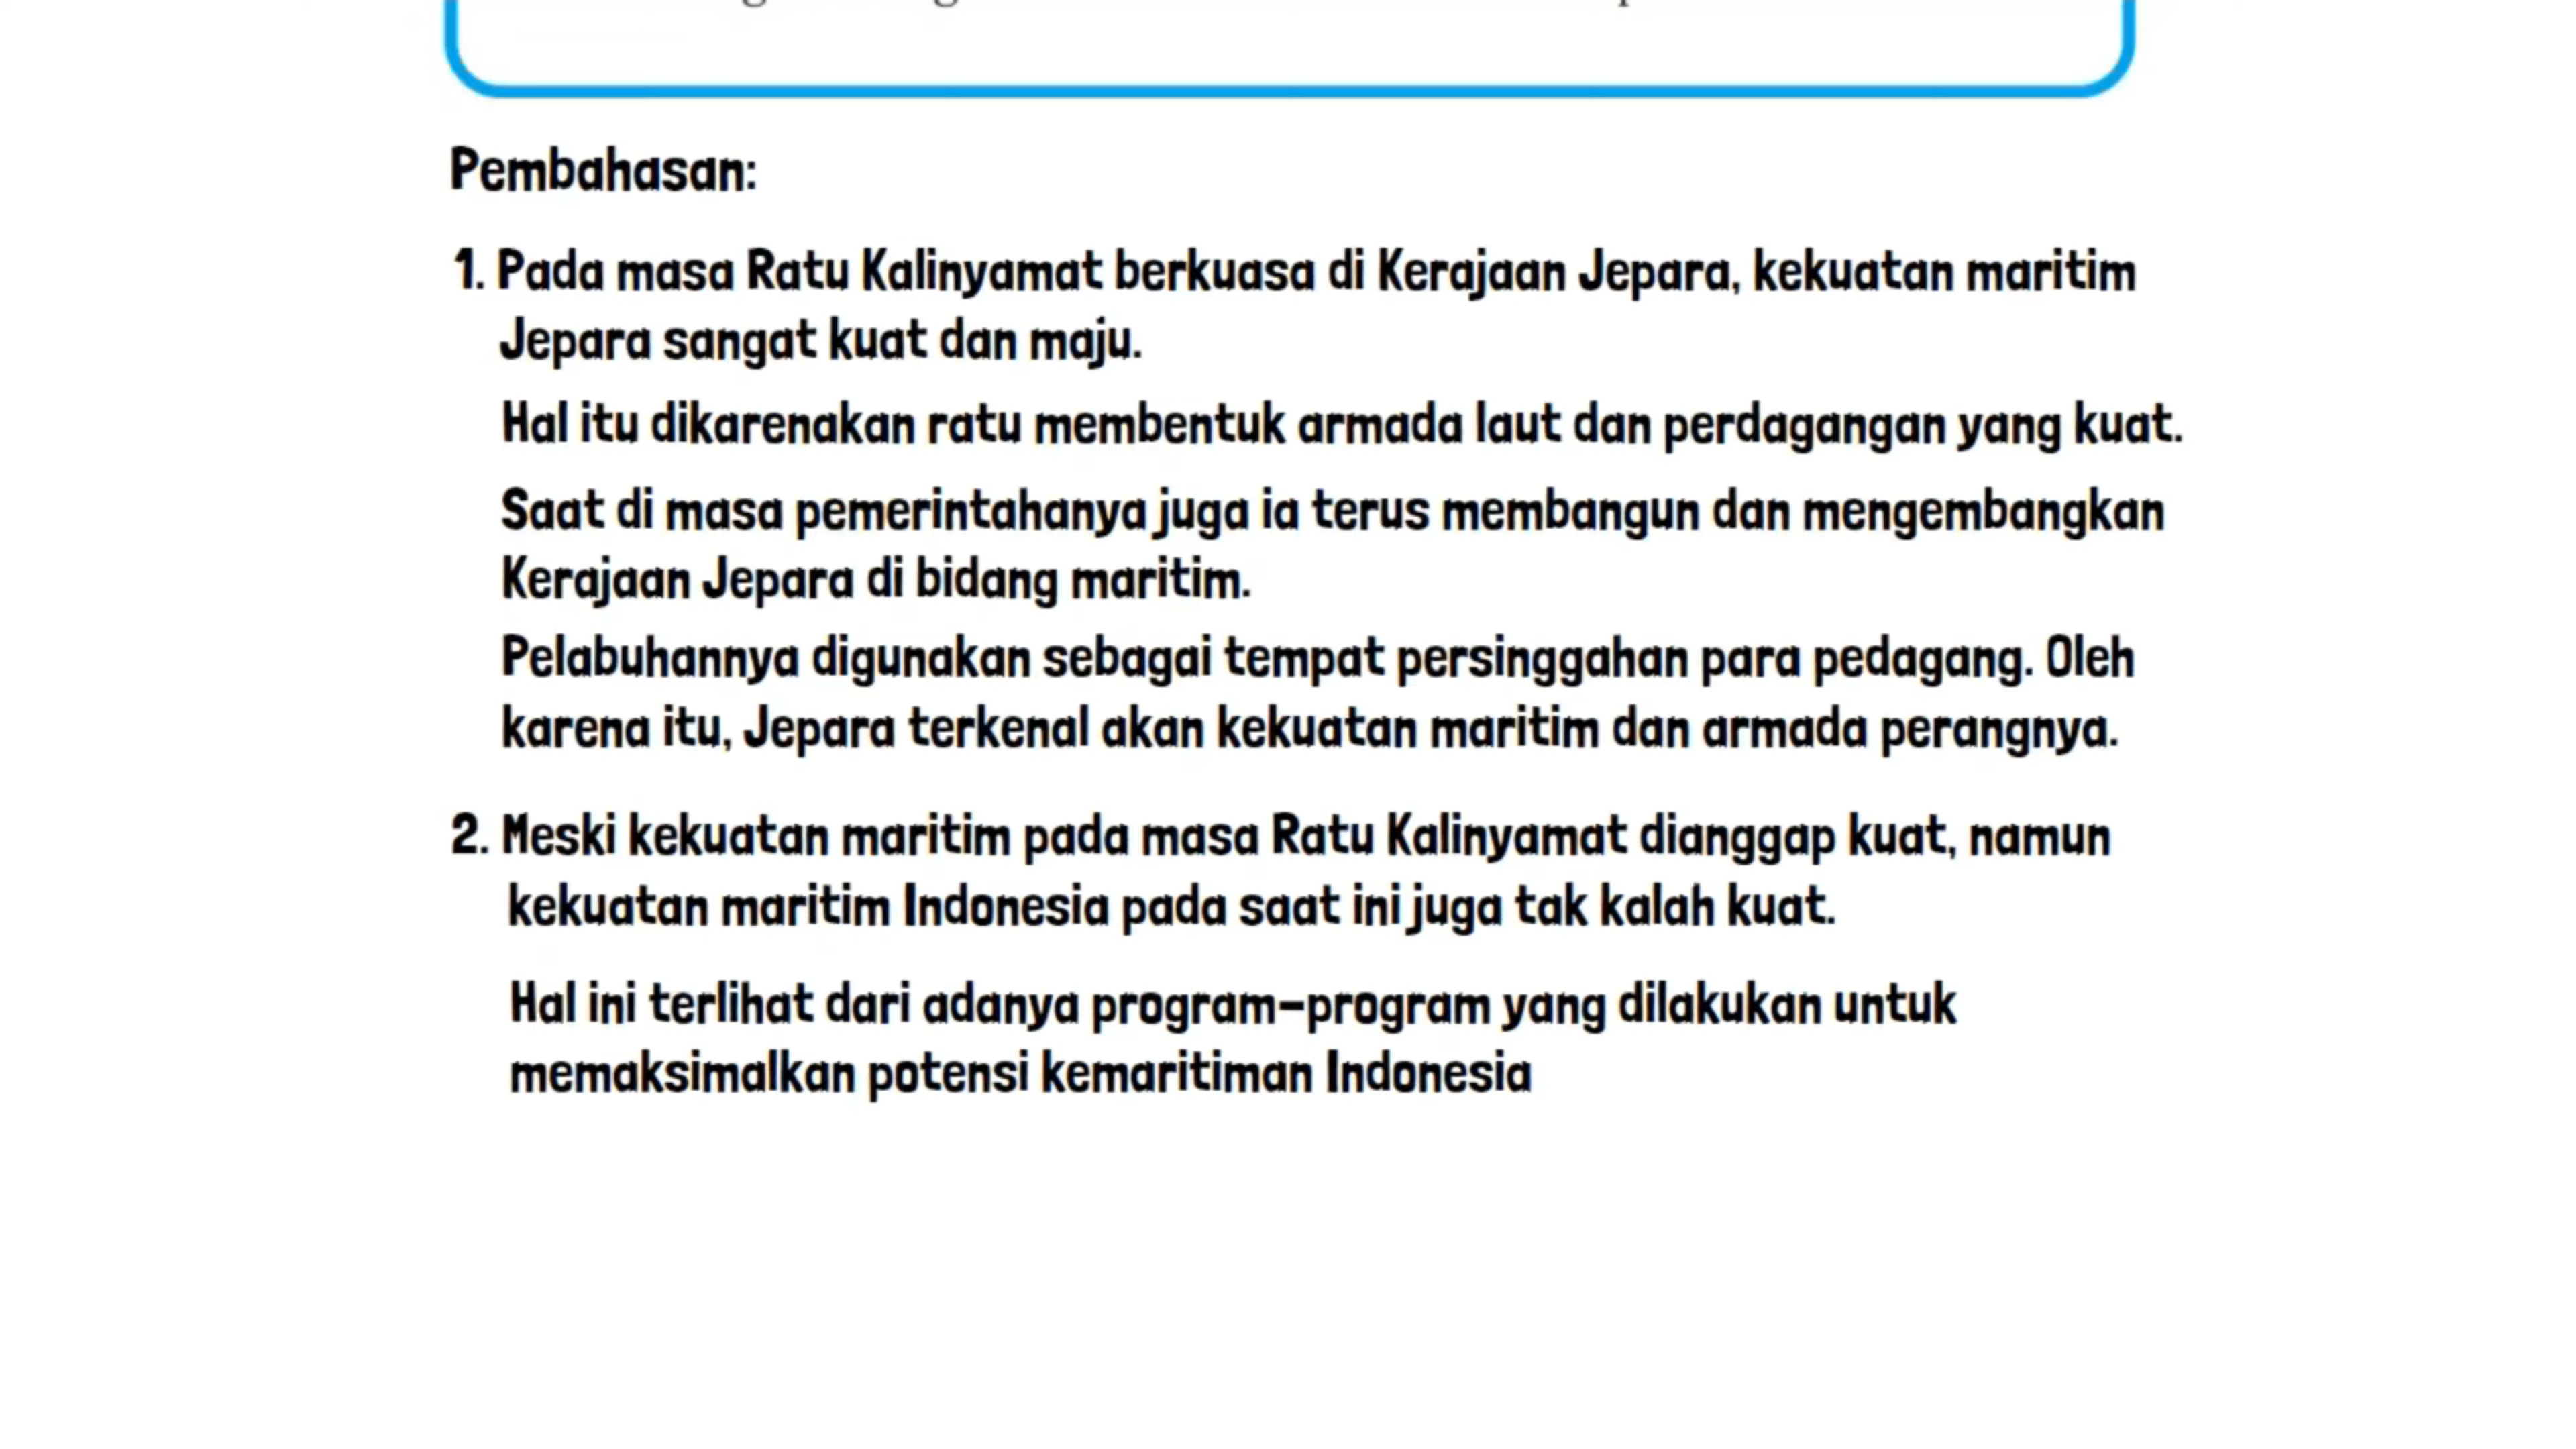 Pembahasan:
1. Pada masa Ratu Kalinyamat berkuasa di Kerajaan Jepara, kekuatan maritim
Jepara sangat kuat dan maju.
Hal itu dikarenakan ratu membentuk armada laut dan perdagangan yang kuat.
Saat di masa pemerintahanya juga ia terus membangun dan mengembangkan
Kerajaan Jepara di bidang maritim.
Pelabuhannya digunakan sebagai tempat persinggahan para pedagang. Oleh
karena itu, Jepara terkenal akan kekuatan maritim dan armada perangnya.
2. Meski kekuatan maritim pada masa Ratu Kalinyamat dianggap kuat, namun
kekuatan maritim Indonesia pada saat ini juga tak kalah kuat.
Hal ini terlihat dari adanya program-program yang dilakukan untuk
memaksimalkan potensi kemaritiman Indonesia